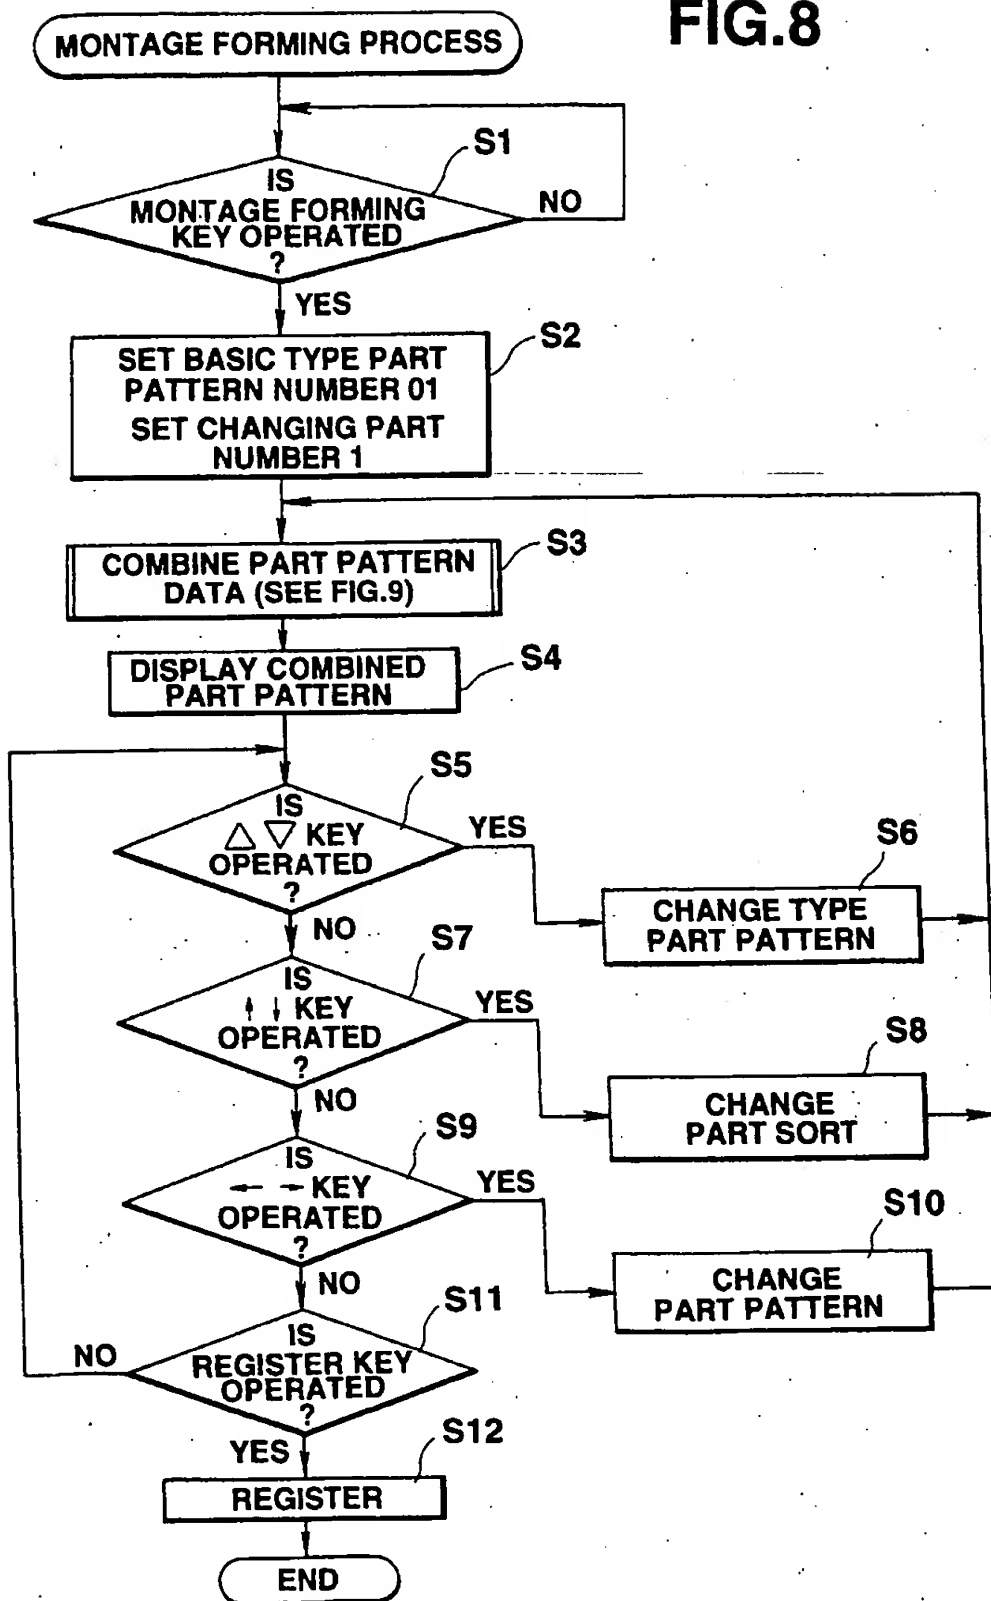 FIG.8
MONTAGE FORMING PROCESS
S1
IS
MONTAGE FORMING
KEY OPERATED
?
NO
YES
S2
SET BASIC TYPE PART
PATTERN NUMBER 01
SET CHANGING PART
NUMBER 1
S3
COMBINE PART PATTERN
DATA (SEE FIG.9)
S4
DISPLAY COMBINED
PART PATTERN
S5
IS
△ ▽ KEY
OPERATED
?
YES
NO
S6
CHANGE TYPE
PART PATTERN
S7
IS
↑ ↓ KEY
OPERATED
?
YES
NO
S8
CHANGE
PART SORT
S9
IS
← → KEY
OPERATED
?
YES
NO
S10
CHANGE
PART PATTERN
S11
IS
REGISTER KEY
OPERATED
?
NO
YES
S12
REGISTER
END